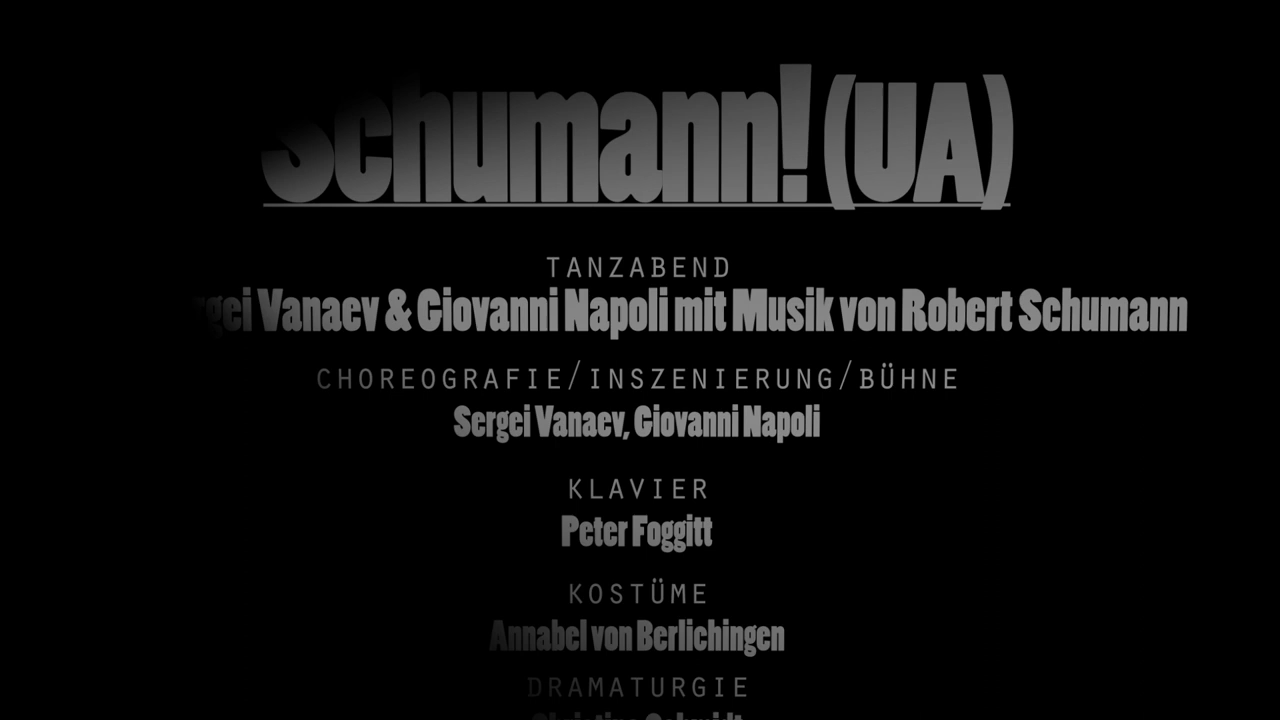 Schumann! (UA)
TANZABEND
rgei Vanaev & Giovanni Napoli mit Musik von Robert Schumann
CHOREOGRAFIE/INSZENIERUNG/BÜHNE
Sergei Vanaev, Giovanni Napoli
KLAVIER
Peter Foggitt
KOSTÜME
Annabel von Berlichingen
DRAMATURGIE